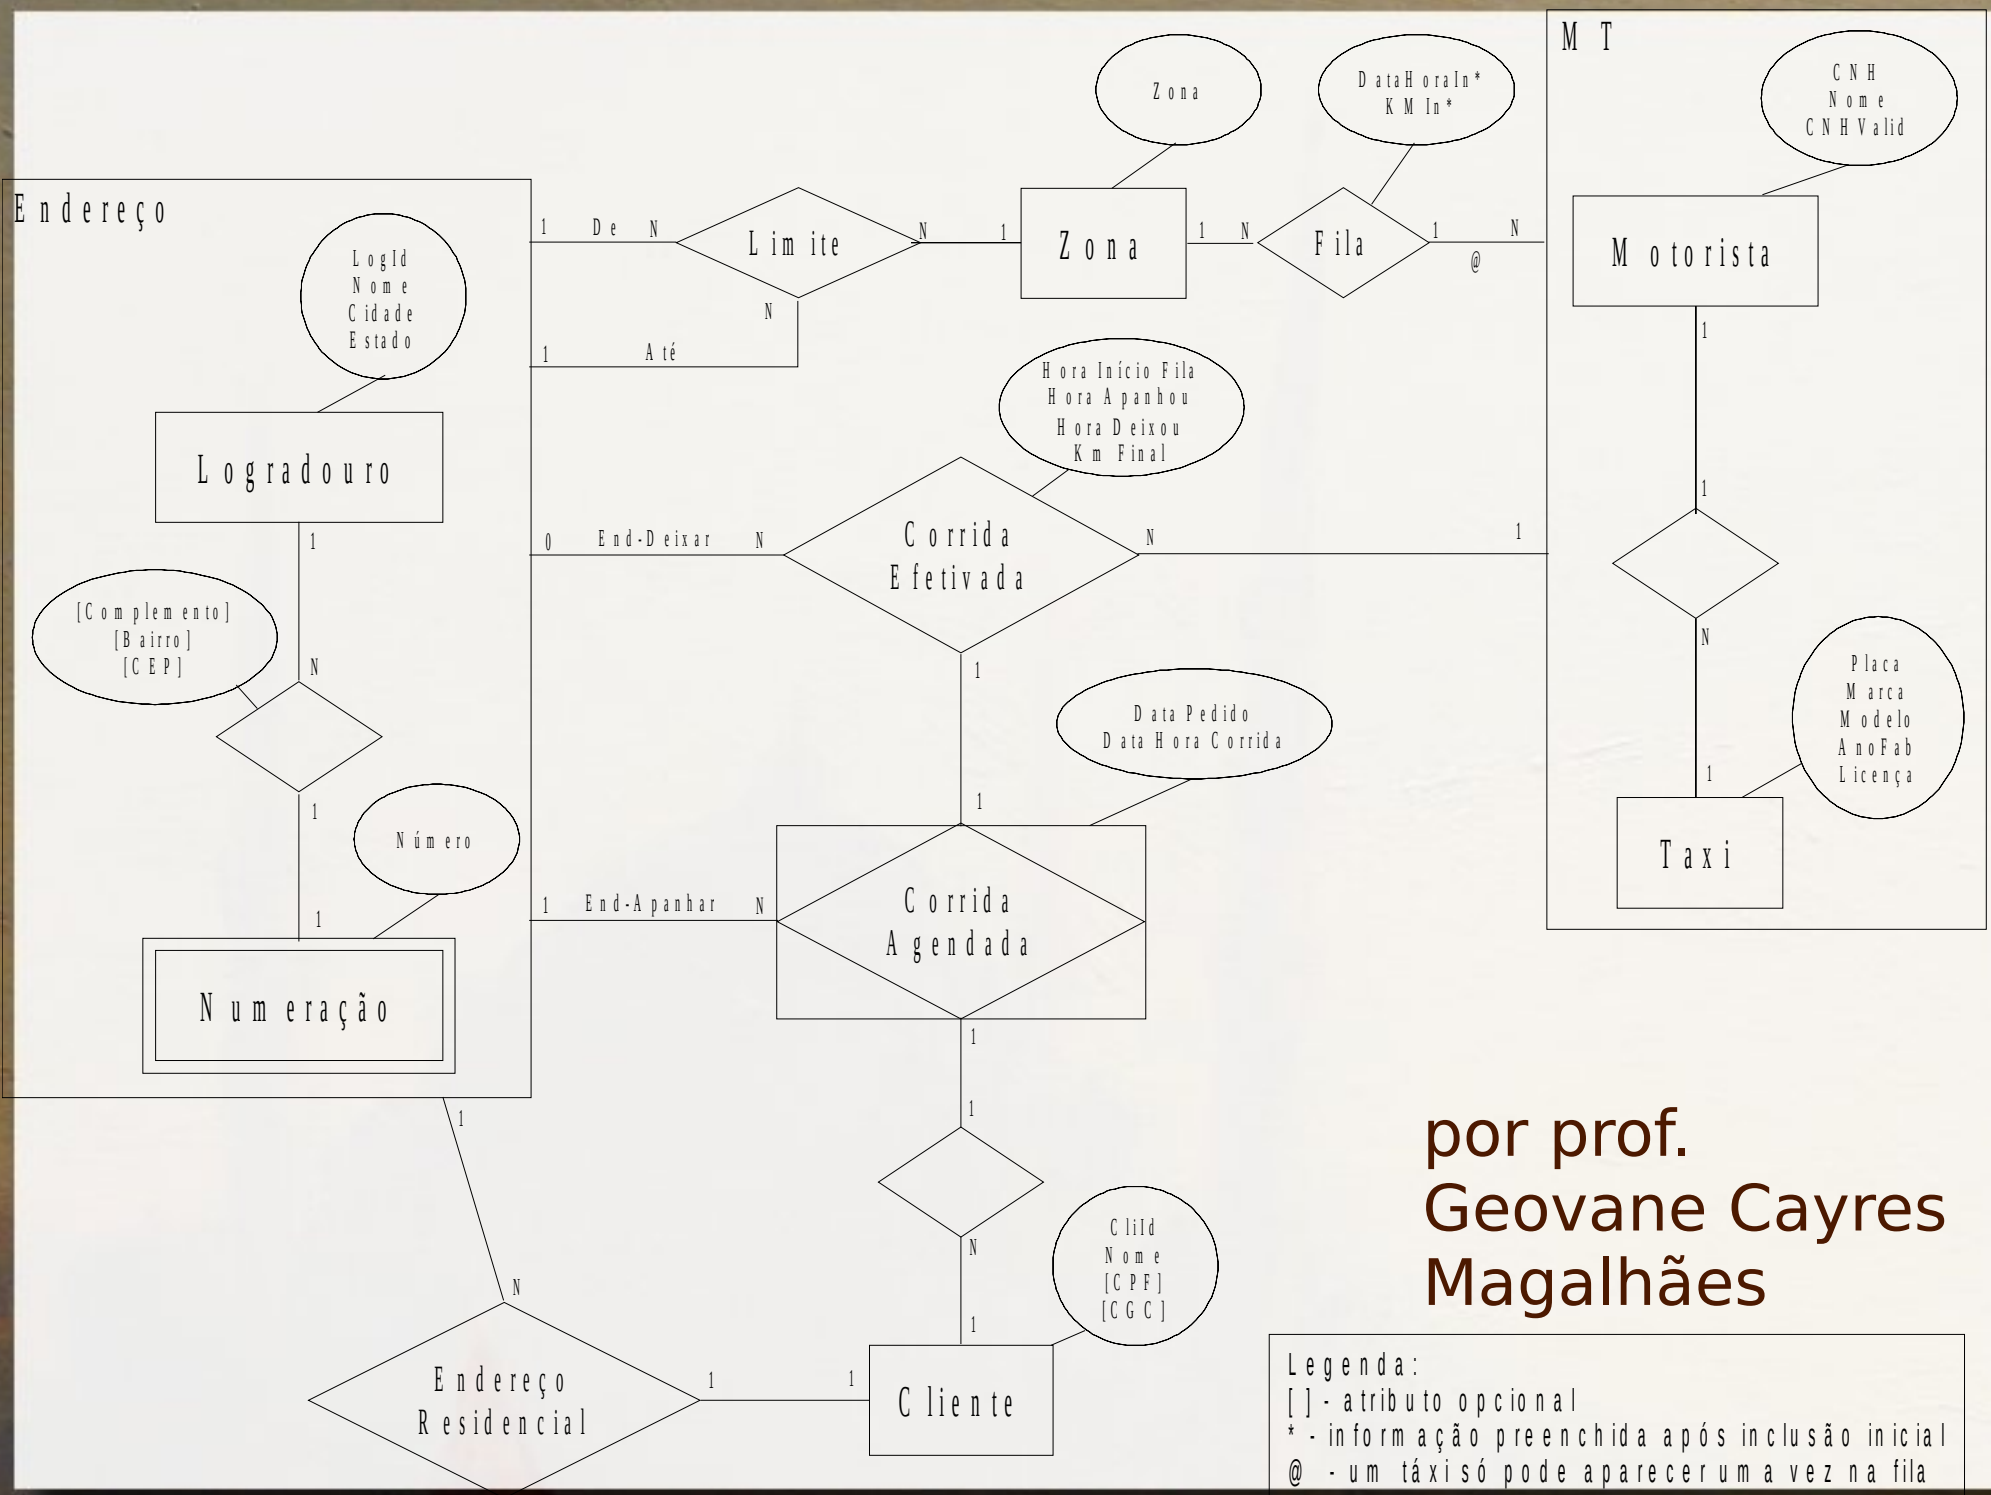 M T
Zona
DataHoraIn*
KMIn*
CNH
Nome
CNHValid
Endereço
1 De N
Limite
N 1
Zona
1 N
Fila
1 N
@
Motorista
LogId
Nome
Cidade
Estado
N
1 Até
1
Hora Início Fila
Hora Apanhou
Hora Deixou
Km Final
Logradouro
1
1
0 End-Deixar N
Corrida
Efetivada
N 1
[Complemento]
[Bairro]
[CEP]
N
1
N
Data Pedido
Data Hora Corrida
Placa
Marca
Modelo
AnoFab
Licença
1
1
1
Número
Taxi
1
1 End-Apanhar N
Corrida
Agendada
Numeração
1
1
1
por prof.
Geovane Cayres
Magalhães
N
CliId
Nome
[CPF]
[CGC]
N
1
Endereço
Residencial
1 1
Cliente
Legenda:
[ ] - atributo opcional
* - informação preenchida após inclusão inicial
@ - um táxi só pode aparecer uma vez na fila